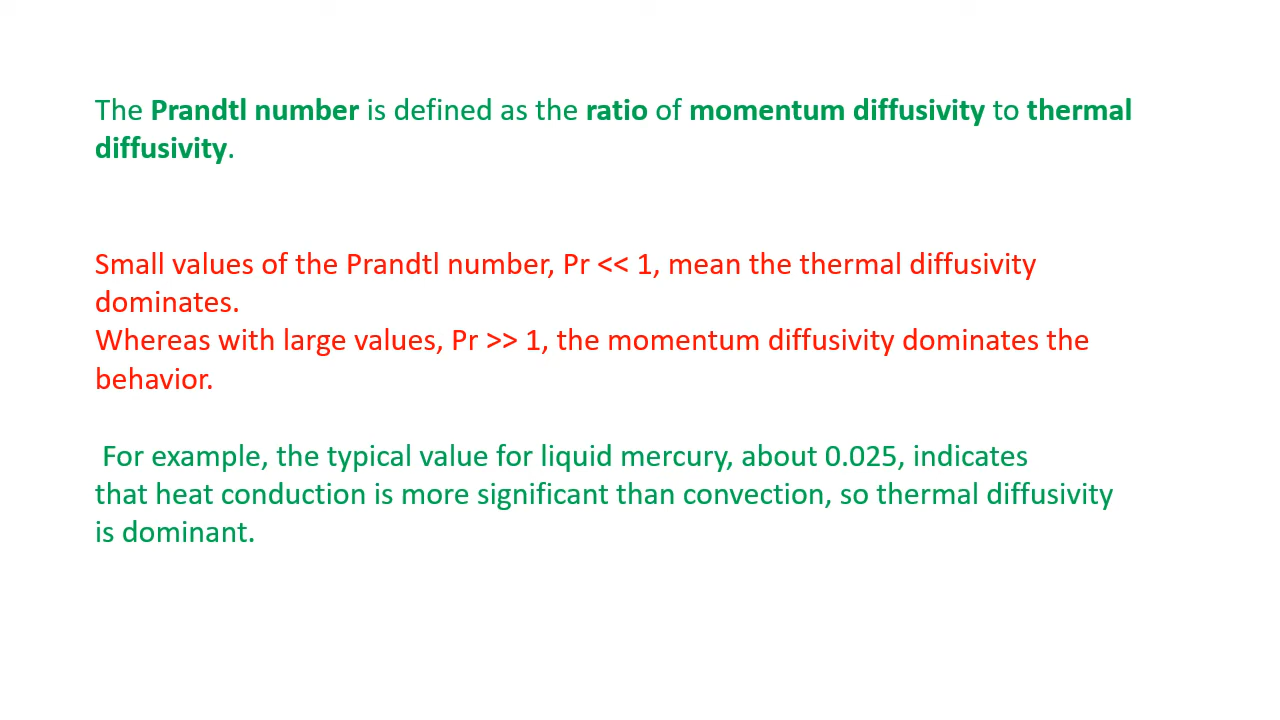 The Prandtl number is defined as the ratio of momentum diffusivity to thermal
diffusivity.
Small values of the Prandtl number, Pr << 1, mean the thermal diffusivity
dominates.
Whereas with large values, Pr >> 1, the momentum diffusivity dominates the
behavior.
For example, the typical value for liquid mercury, about 0.025, indicates
that heat conduction is more significant than convection, so thermal diffusivity
is dominant.